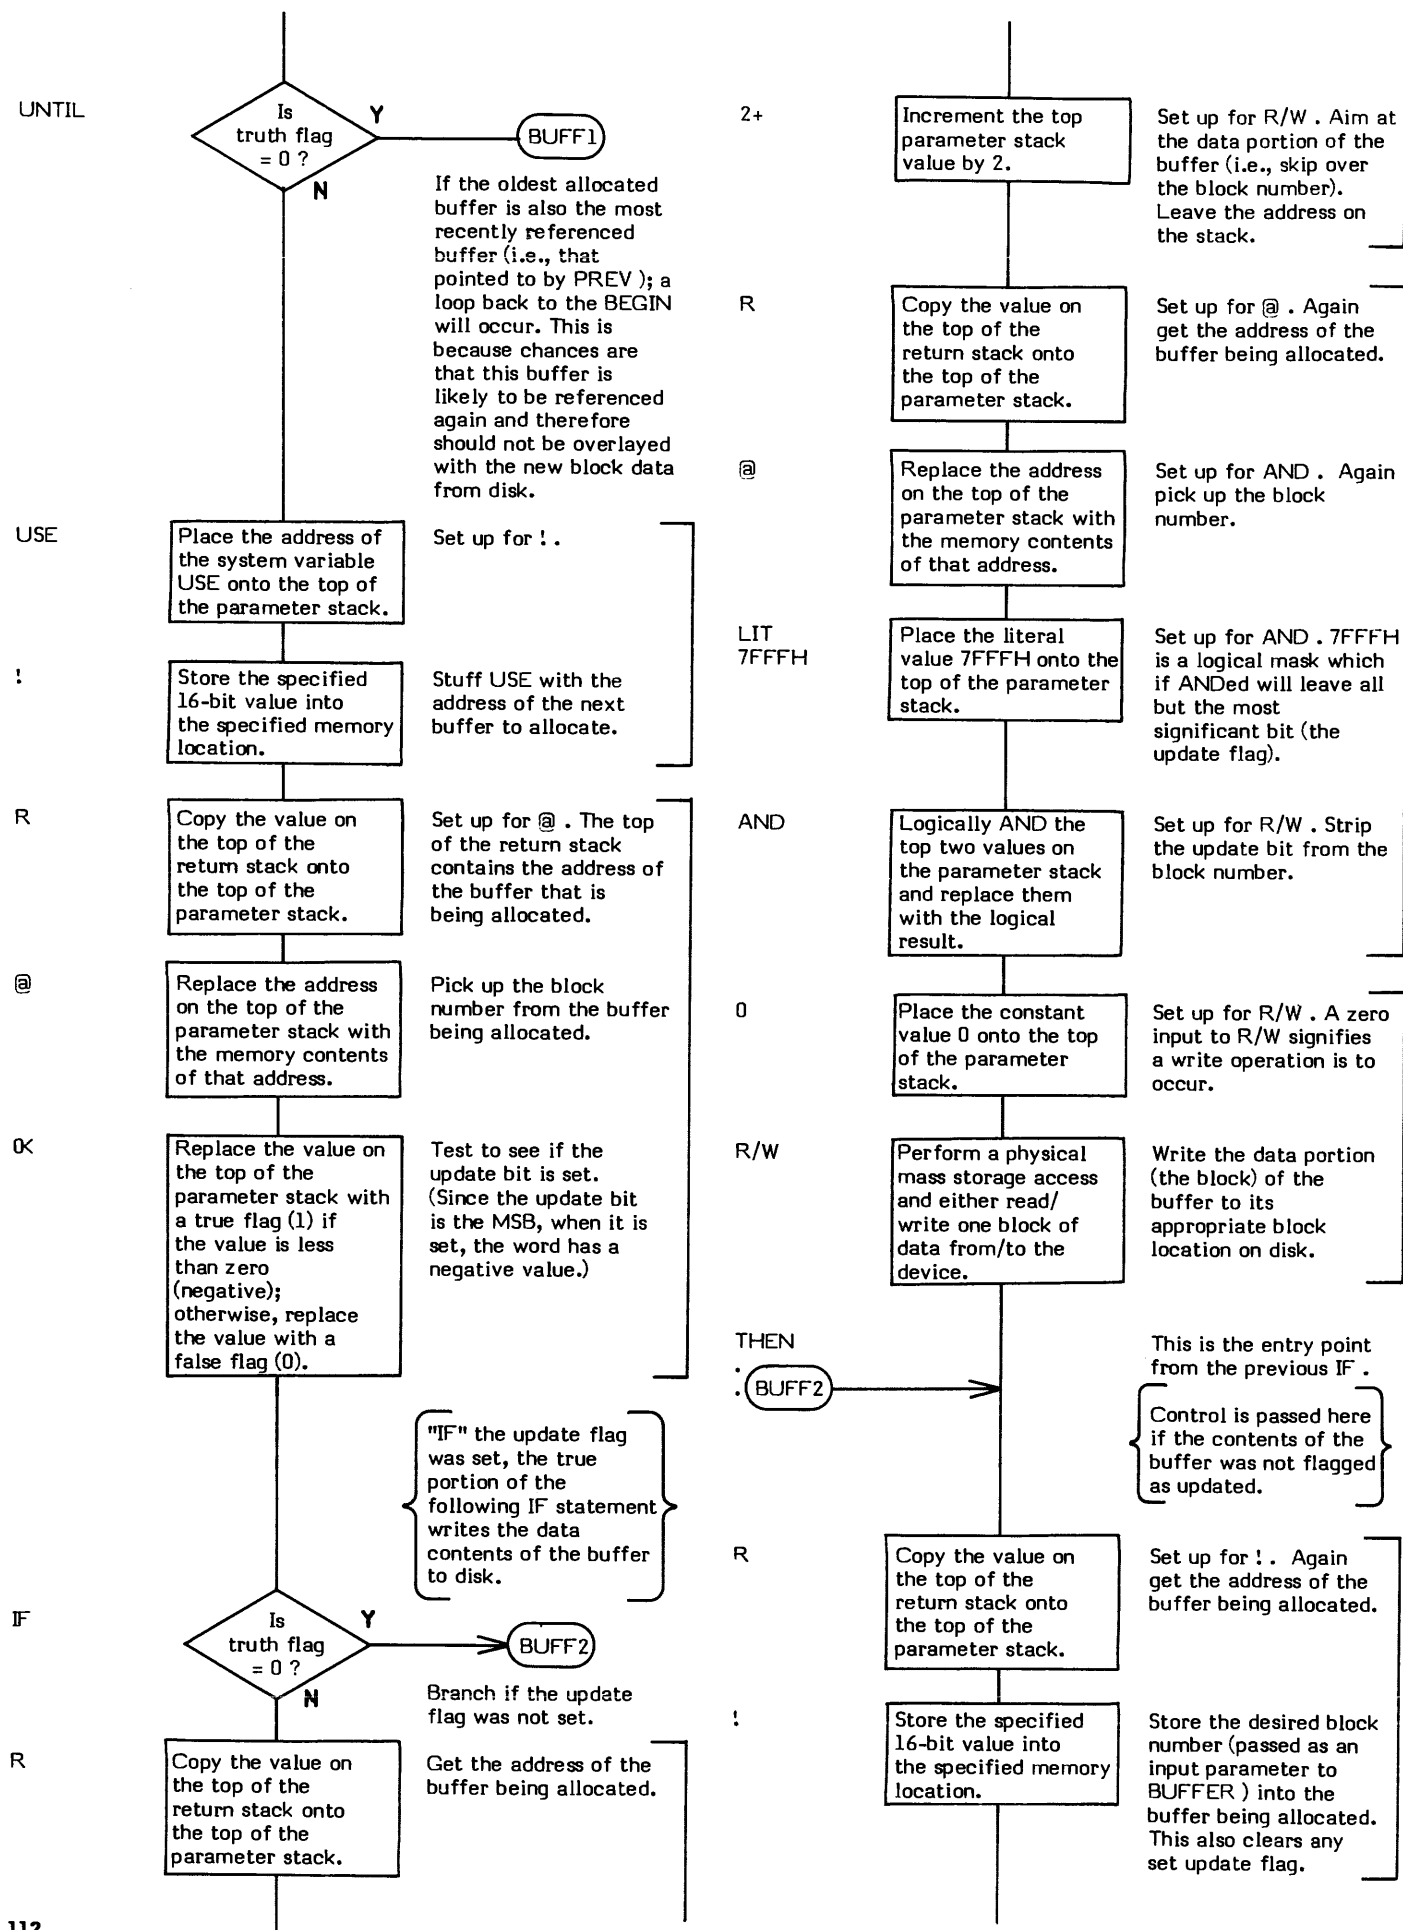 UNTIL
Is
truth flag
= 0 ?
Y
N
BUFF1
If the oldest allocated
buffer is also the most
recently referenced
buffer (i.e., that
pointed to by PREV ); a
loop back to the BEGIN
will occur. This is
because chances are
that this buffer is
likely to be referenced
again and therefore
should not be overlayed
with the new block data
from disk.
USE
Place the address of
the system variable
USE onto the top of
the parameter stack.
Set up for ! .
!
Store the specified
16-bit value into
the specified memory
location.
Stuff USE with the
address of the next
buffer to allocate.
R
Copy the value on
the top of the
return stack onto
the top of the
parameter stack.
Set up for @ . The top
of the return stack
contains the address of
the buffer that is
being allocated.
@
Replace the address
on the top of the
parameter stack with
the memory contents
of that address.
Pick up the block
number from the buffer
being allocated.
0<
Replace the value on
the top of the
parameter stack with
a true flag (1) if
the value is less
than zero
(negative);
otherwise, replace
the value with a
false flag (0).
Test to see if the
update bit is set.
(Since the update bit
is the MSB, when it is
set, the word has a
negative value.)
"IF" the update flag
was set, the true
portion of the
following IF statement
writes the data
contents of the buffer
to disk.
IF
Is
truth flag
= 0 ?
Y
N
BUFF2
Branch if the update
flag was not set.
R
Copy the value on
the top of the
return stack onto
the top of the
parameter stack.
Get the address of the
buffer being allocated.
112
2+
Increment the top
parameter stack
value by 2.
Set up for R/W . Aim at
the data portion of the
buffer (i.e., skip over
the block number).
Leave the address on
the stack.
R
Copy the value on
the top of the
return stack onto
the top of the
parameter stack.
Set up for @ . Again
get the address of the
buffer being allocated.
@
Replace the address
on the top of the
parameter stack with
the memory contents
of that address.
Set up for AND . Again
pick up the block
number.
LIT
7FFFH
Place the literal
value 7FFFH onto the
top of the parameter
stack.
Set up for AND . 7FFFH
is a logical mask which
if ANDed will leave all
but the most
significant bit (the
update flag).
AND
Logically AND the
top two values on
the parameter stack
and replace them
with the logical
result.
Set up for R/W . Strip
the update bit from the
block number.
0
Place the constant
value 0 onto the top
of the parameter
stack.
Set up for R/W . A zero
input to R/W signifies
a write operation is to
occur.
R/W
Perform a physical
mass storage access
and either read/
write one block of
data from/to the
device.
Write the data portion
(the block) of the
buffer to its
appropriate block
location on disk.
THEN
:
. BUFF2
This is the entry point
from the previous IF .
Control is passed here
if the contents of the
buffer was not flagged
as updated.
R
Copy the value on
the top of the
return stack onto
the top of the
parameter stack.
Set up for ! . Again
get the address of the
buffer being allocated.
!
Store the specified
16-bit value into
the specified memory
location.
Store the desired block
number (passed as an
input parameter to
BUFFER ) into the
buffer being allocated.
This also clears any
set update flag.